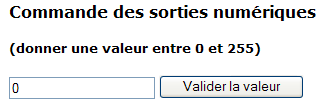 Commande des sorties numériques
(donner une valeur entre 0 et 255)
0 Valider la valeur